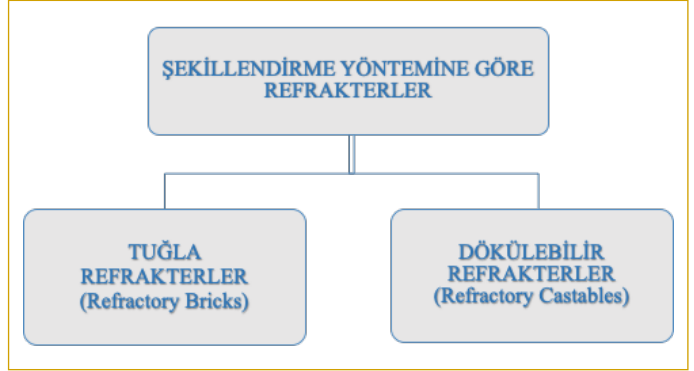 ŞEKİLLENDİRME YÖNTEMİNE GÖRE
REFRAKTERLER
TUĞLA
REFRAKTERLER
(Refractory Bricks)
DÖKÜLEBİLİR
REFRAKTERLER
(Refractory Castables)